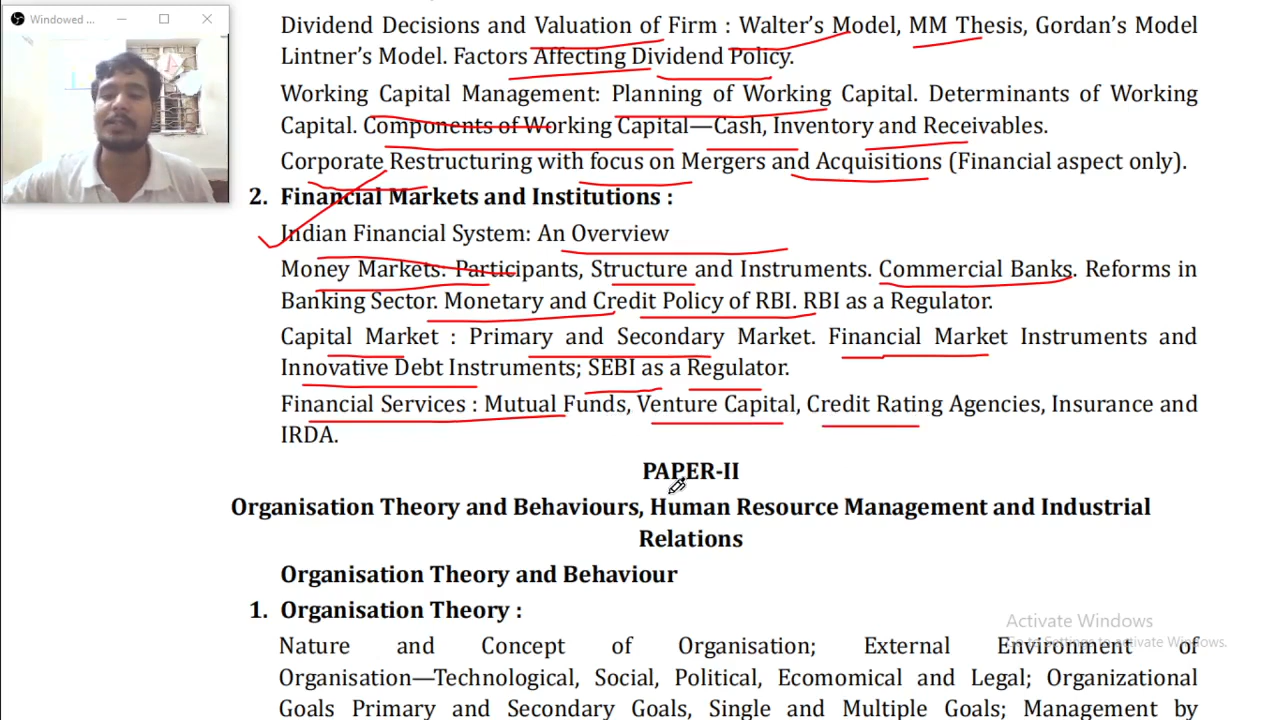 Windowed ...
Dividend Decisions and Valuation of Firm : Walter's Model, MM Thesis, Gordan's Model
Lintner's Model. Factors Affecting Dividend Policy.
Working Capital Management: Planning of Working Capital. Determinants of Working
Capital. Components of Working Capital—Cash, Inventory and Receivables.
Corporate Restructuring with focus on Mergers and Acquisitions (Financial aspect only).
2. Financial Markets and Institutions :
Indian Financial System: An Overview
Money Markets: Participants, Structure and Instruments. Commercial Banks. Reforms in
Banking Sector. Monetary and Credit Policy of RBI. RBI as a Regulator.
Capital Market : Primary and Secondary Market. Financial Market Instruments and
Innovative Debt Instruments; SEBI as a Regulator.
Financial Services : Mutual Funds, Venture Capital, Credit Rating Agencies, Insurance and
IRDA.
PAPER-II
Organisation Theory and Behaviours, Human Resource Management and Industrial
Relations
Organisation Theory and Behaviour
1. Organisation Theory :
Nature and Concept of Organisation; External Environment of
Organisation—Technological, Social, Political, Ecomomical and Legal; Organizational
Goals Primary and Secondary Goals, Single and Multiple Goals; Management by
Activate Windows
Go to Settings to activate Windows.